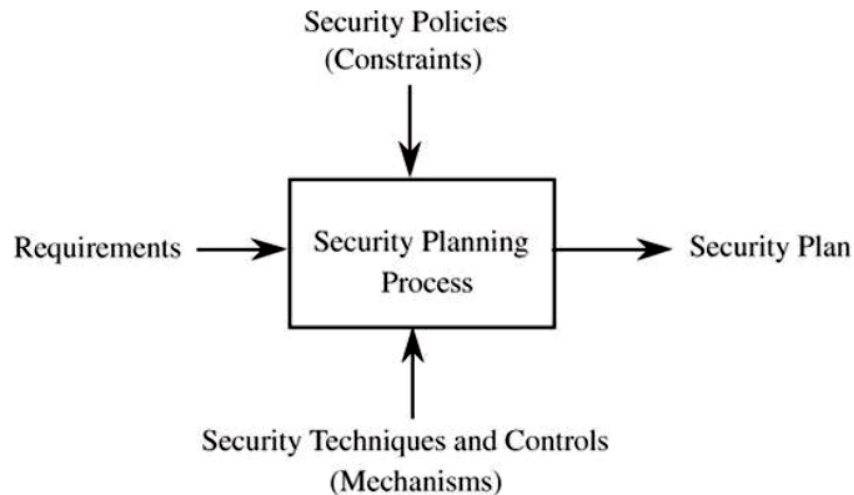 Security Policies
(Constraints)
Requirements
Security Planning
Process
Security Plan
Security Techniques and Controls
(Mechanisms)